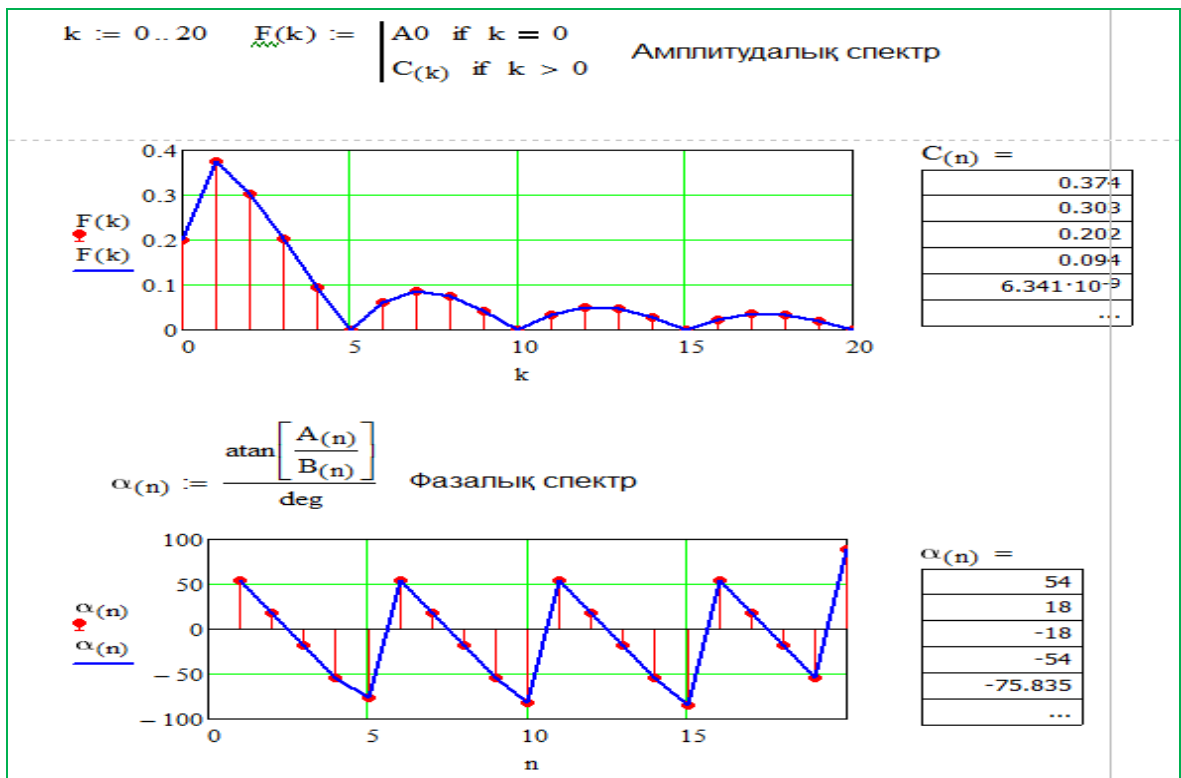 k := 0.. 20 F(k) := A0 if k = 0
C(k) if k > 0
Амплитудалық спектр
0.4
0.3
0.2
0.1
0
F(k)
F(k)
0 5 10 15 20
k
C(n) =
0.374
0.303
0.202
0.094
6.341·10-9
...
α(n) := atan[A(n)/B(n)]/deg Фазалық спектр
100
50
0
−50
−100
α(n)
α(n)
0 5 10 15
n
α(n) =
54
18
-18
-54
-75.835
...